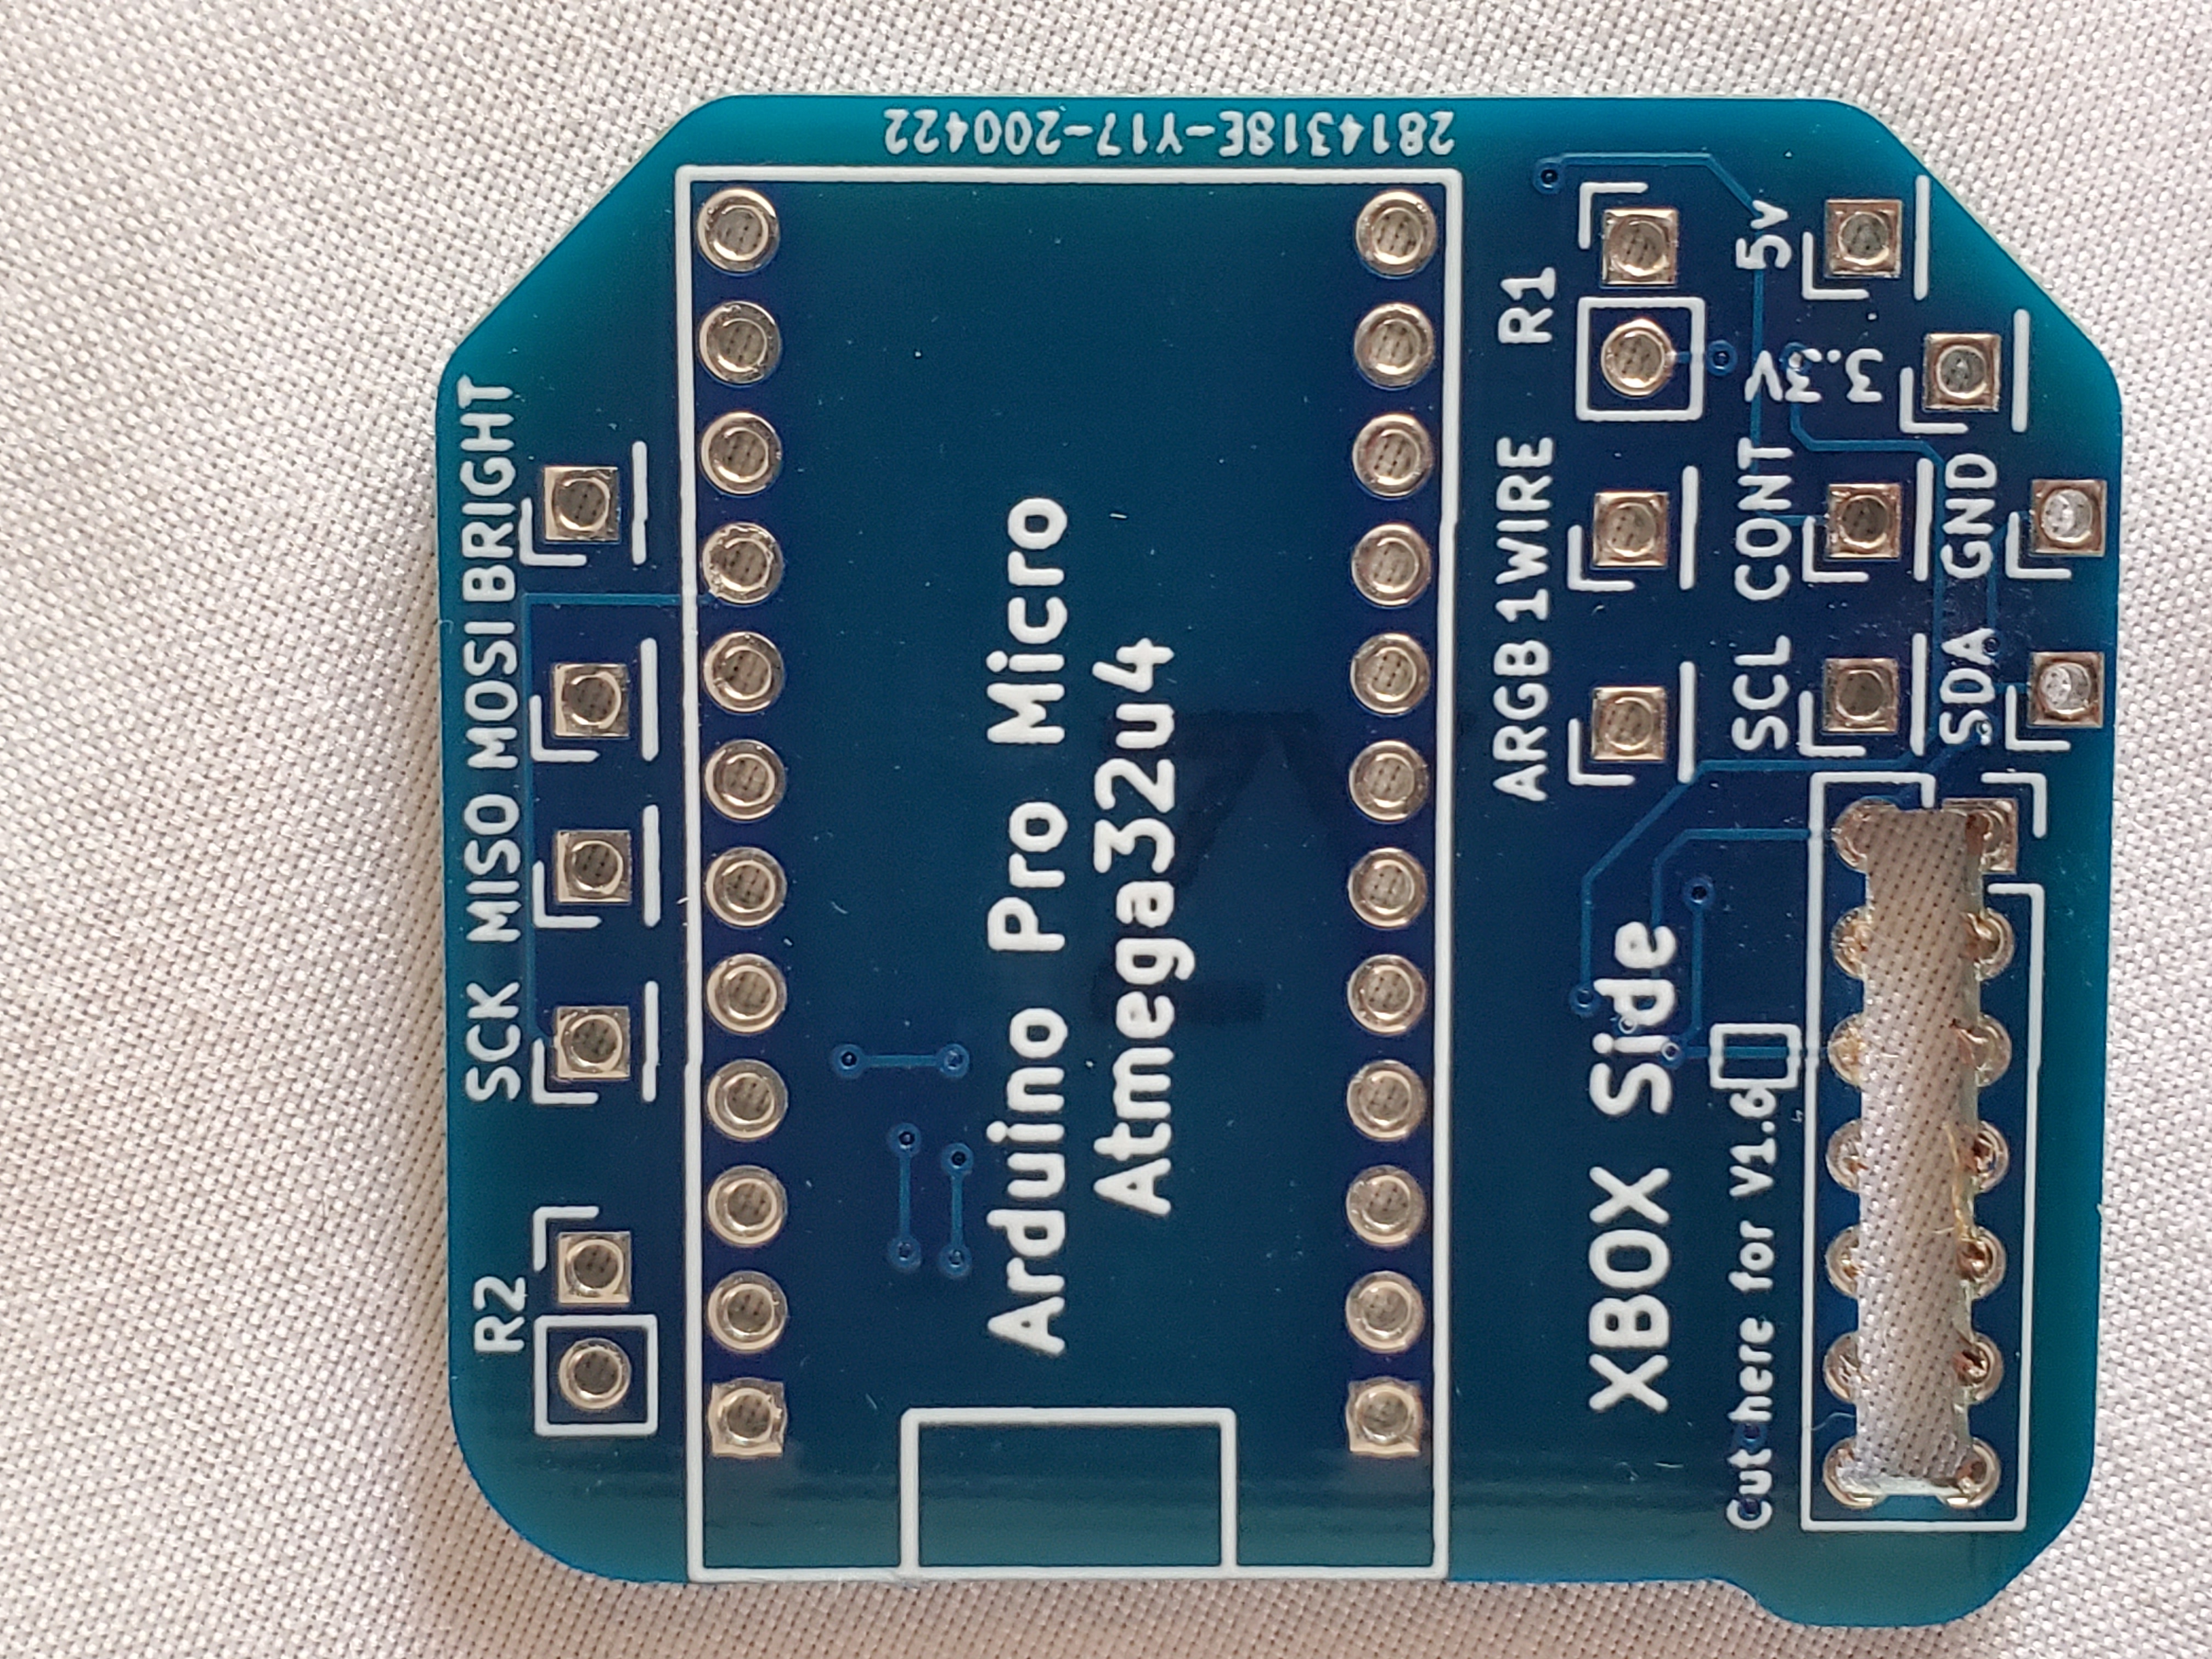 R2 SCK MISO MOSI BRIGHT
Arduino Pro Micro
Atmega32u4
2814318E-Y17-200422
ARGB 1WIRE R1
XBOX Side
Cut here for V1.6
SCL CONT 3.3V 5v
SDA GND